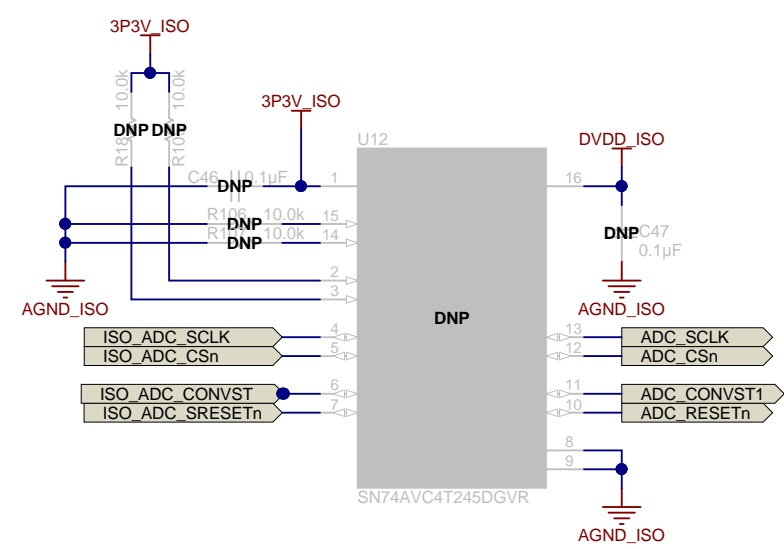 3P3V_ISO
10.0k
10.0k
DNP
DNP
3P3V_ISO
U12
DVDD_ISO
C46
0.1µF
DNP
1
16
R106
10.0k
DNP
15
R107
10.0k
DNP
14
DNP
C47
0.1µF
2
3
AGND_ISO
AGND_ISO
DNP
ISO_ADC_SCLK
4
13
ADC_SCLK
ISO_ADC_CSn
5
12
ADC_CSn
ISO_ADC_CONVST
6
11
ADC_CONVST1
ISO_ADC_SRESETn
7
10
ADC_RESETn
8
9
SN74AVC4T245DGVR
AGND_ISO